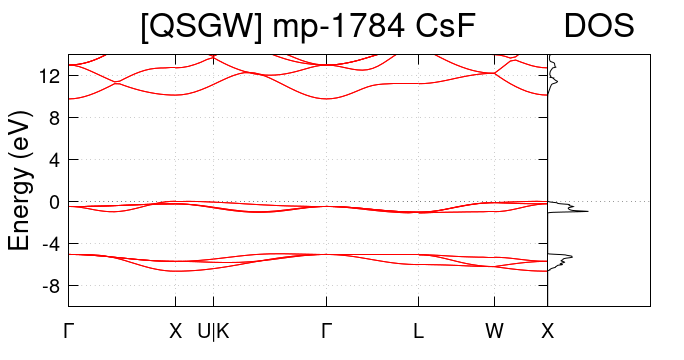 [QSGW] mp-1784 CsF
DOS
Energy (eV)
12
8
4
0
-4
-8
Γ X U|K Γ L W X